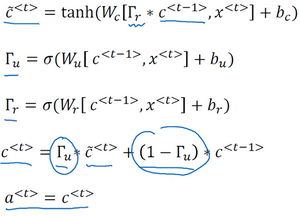 c̃^{<t>} = tanh(W_c[Γ_r * c^{<t−1>}, x^{<t>}] + b_c)
Γ_u = σ(W_u[ c^{<t−1>}, x^{<t>}] + b_u)
Γ_r = σ(W_r[ c^{<t−1>}, x^{<t>}] + b_r)
c^{<t>} = Γ_u * c̃^{<t>} + (1 − Γ_u) * c^{<t−1>}
a^{<t>} = c^{<t>}